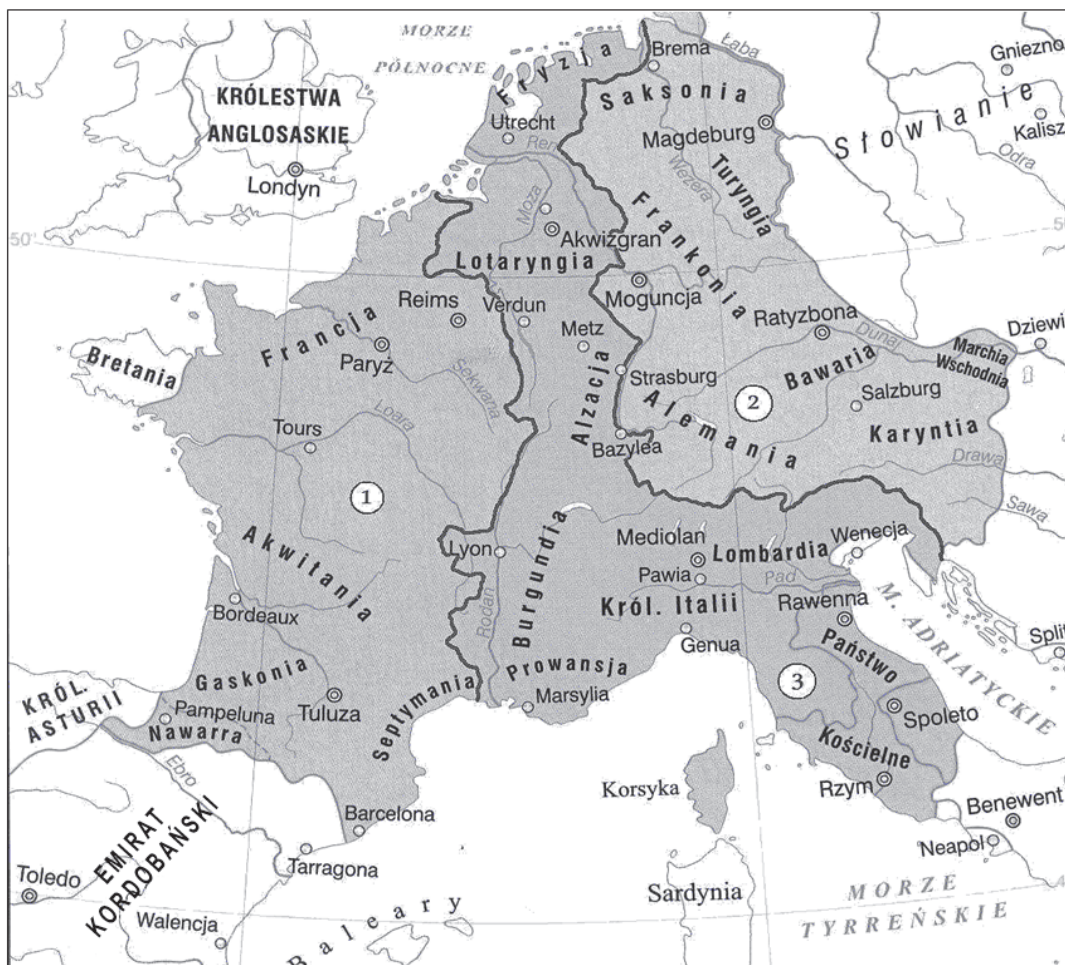 MORZE
PÓŁNOCNE
Fryzja
Brema
Łaba
Gniezno
KRÓLESTWA
ANGLOSASKIE
Londyn
Utrecht
Ren
Saksonia
Magdeburg
Wezera
Turyngia
Słowianie
Kalisz
Odra
50°
Moza
Akwizgran
Lotaryngia
Frankonia
Moguncja
Reims
Verdun
Metz
Ratyzbona
Dunaj
Marchia
Wschodnia
Francja
Paryż
Sekwana
Bretania
Alzacja
Strasburg
Bawaria
Salzburg
2
Alemania
Karyntia
Drawa
Sawa
Loara
Tours
Bazylea
1
Akwitania
Lyon
Burgundia
Mediolan
Lombardia
Wenecja
Pawia
Pad
Bordeaux
Rodan
Król. Italii
Rawenna
M. ADRIATYCKIE
Split
Genua
Gaskonia
Septymania
Prowansja
Marsylia
Państwo
3
Spoleto
KRÓL.
ASTURII
Pampeluna
Nawarra
Tuluza
Kościelne
Rzym
Ebro
Korsyka
Barcelona
Benewent
Neapol
EMIRAT
KORDOBAŃSKI
Tarragona
Toledo
Sardynia
MORZE
TYRREŃSKIE
Walencja
Baleary